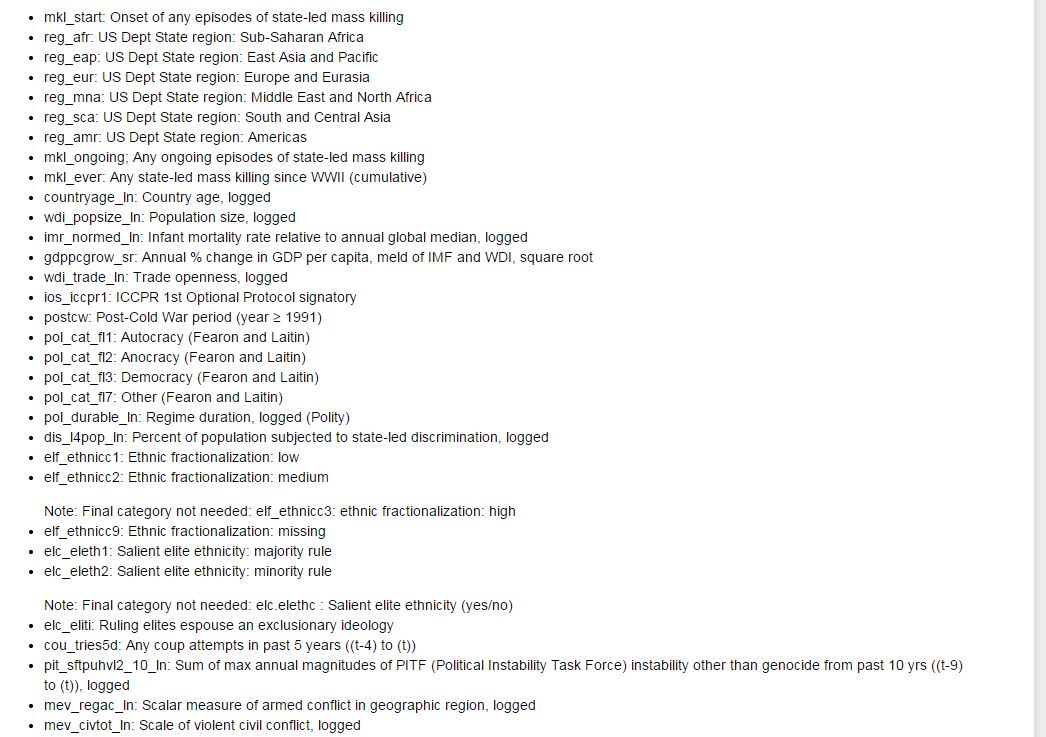 mkl_start: Onset of any episodes of state-led mass killing
reg_afr: US Dept State region: Sub-Saharan Africa
reg_eap: US Dept State region: East Asia and Pacific
reg_eur: US Dept State region: Europe and Eurasia
reg_mna: US Dept State region: Middle East and North Africa
reg_sca: US Dept State region: South and Central Asia
reg_amr: US Dept State region: Americas
mkl_ongoing; Any ongoing episodes of state-led mass killing
mkl_ever: Any state-led mass killing since WWII (cumulative)
countryage_ln: Country age, logged
wdi_popsize_ln: Population size, logged
imr_normed_ln: Infant mortality rate relative to annual global median, logged
gdppcgrow_sr: Annual % change in GDP per capita, meld of IMF and WDI, square root
wdi_trade_ln: Trade openness, logged
ios_iccpr1: ICCPR 1st Optional Protocol signatory
postcw: Post-Cold War period (year ≥ 1991)
pol_cat_fl1: Autocracy (Fearon and Laitin)
pol_cat_fl2: Anocracy (Fearon and Laitin)
pol_cat_fl3: Democracy (Fearon and Laitin)
pol_cat_fl7: Other (Fearon and Laitin)
pol_durable_ln: Regime duration, logged (Polity)
dis_l4pop_ln: Percent of population subjected to state-led discrimination, logged
elf_ethnicc1: Ethnic fractionalization: low
elf_ethnicc2: Ethnic fractionalization: medium
Note: Final category not needed: elf_ethnicc3: ethnic fractionalization: high
elf_ethnicc9: Ethnic fractionalization: missing
elc_eleth1: Salient elite ethnicity: majority rule
elc_eleth2: Salient elite ethnicity: minority rule
Note: Final category not needed: elc.elethc : Salient elite ethnicity (yes/no)
elc_eliti: Ruling elites espouse an exclusionary ideology
cou_tries5d: Any coup attempts in past 5 years ((t-4) to (t))
pit_sftpuhvl2_10_ln: Sum of max annual magnitudes of PITF (Political Instability Task Force) instability other than genocide from past 10 yrs ((t-9)
to (t)), logged
mev_regac_ln: Scalar measure of armed conflict in geographic region, logged
mev_civtot_ln: Scale of violent civil conflict, logged